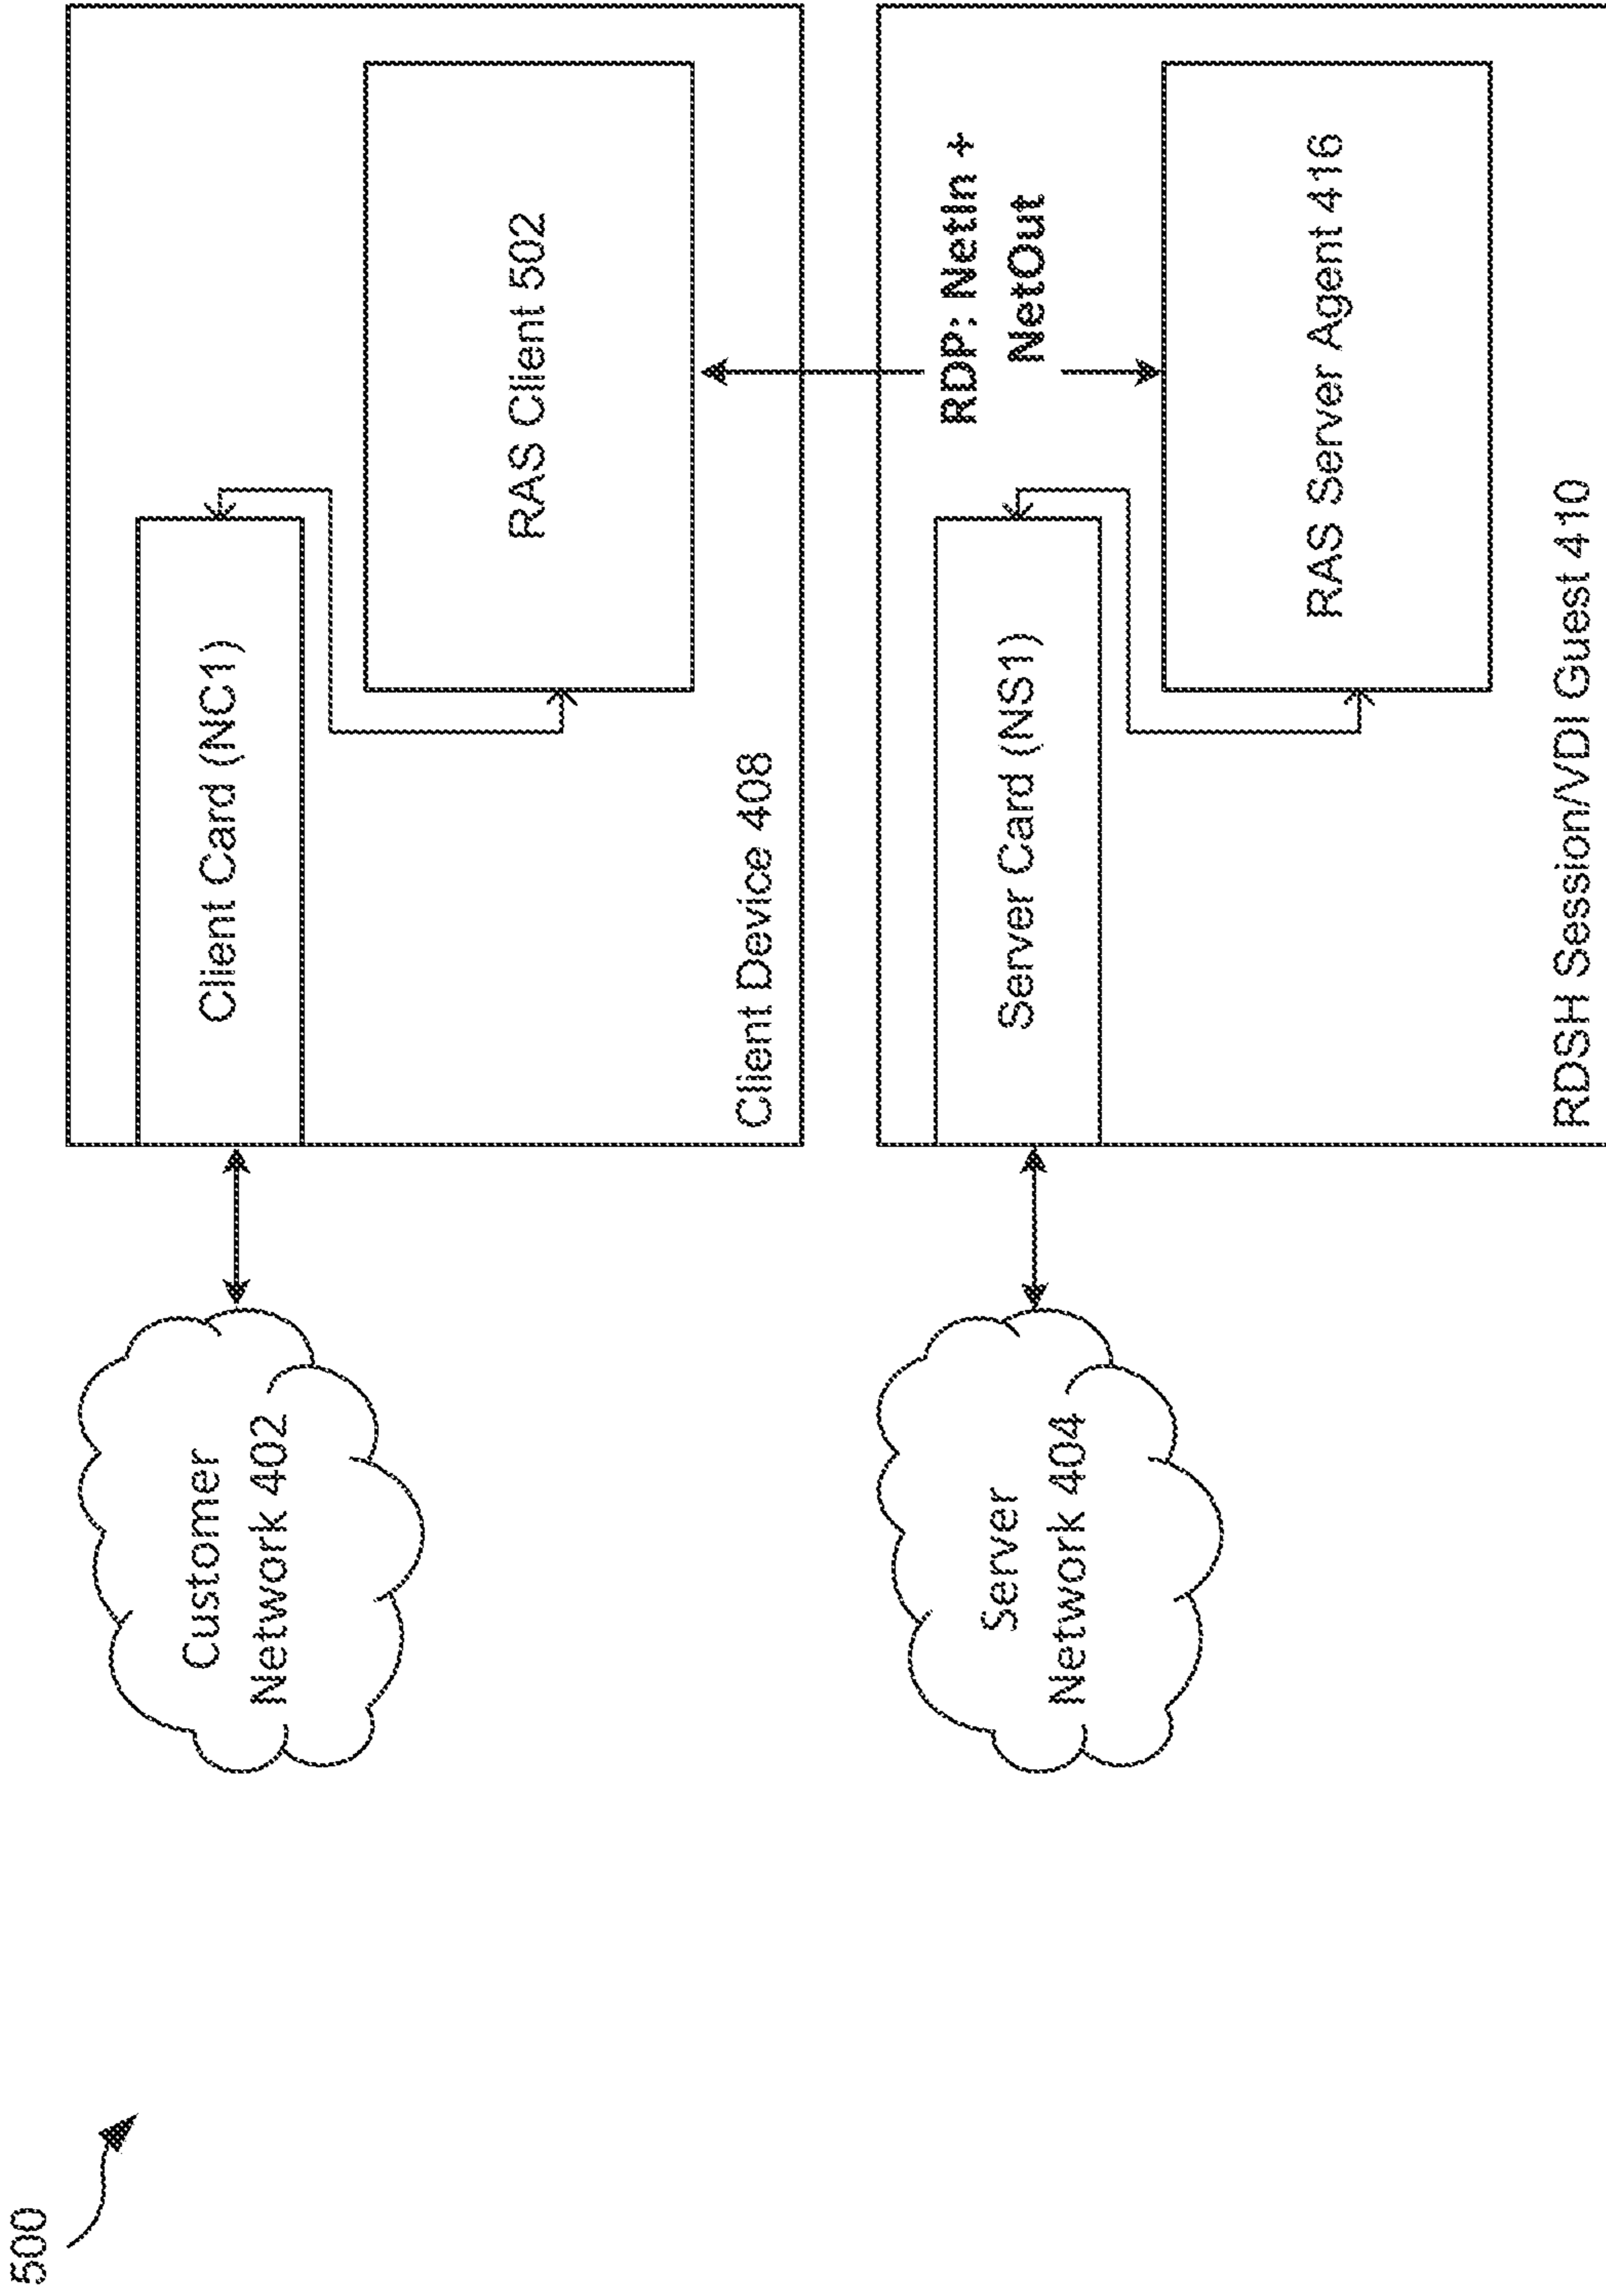 500
Customer
Network 402
Client Card (NC1)
RAS Client 502
Client Device 408
RDP: NetIn +
NetOut
Server
Network 404
Server Card (NS1)
RAS Server Agent 416
RDSH Session/VDI Guest 410